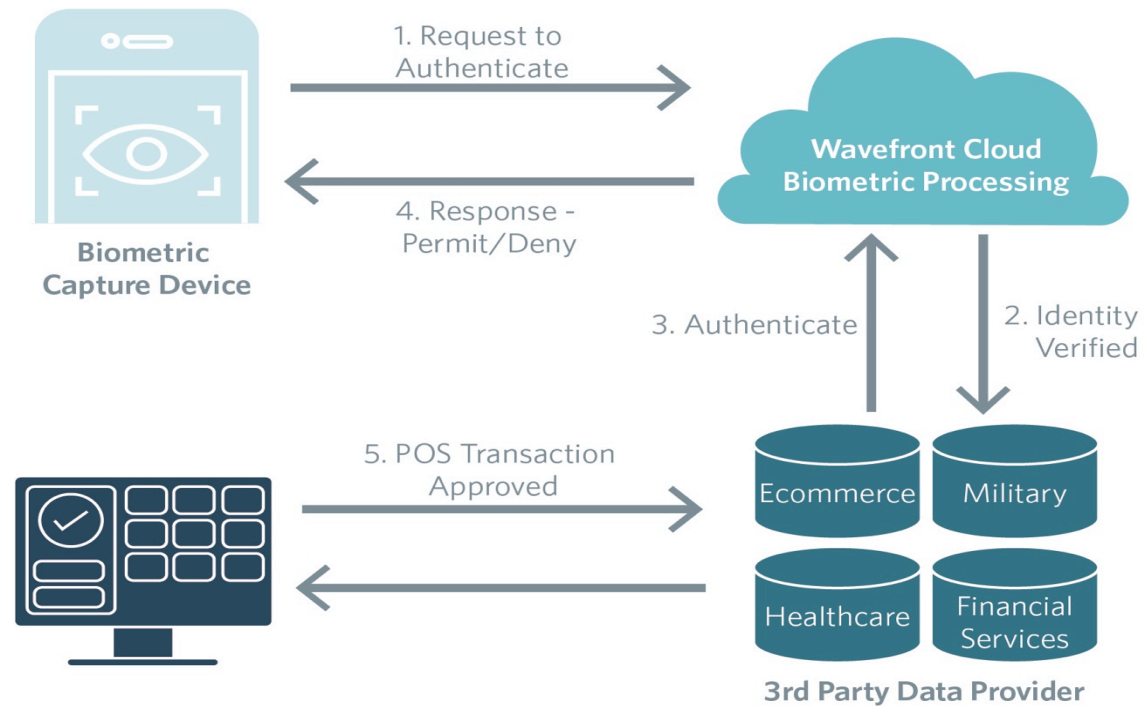 1. Request to
Authenticate
Wavefront Cloud
Biometric Processing
4. Response -
Permit/Deny
Biometric
Capture Device
3. Authenticate
2. Identity
Verified
5. POS Transaction
Approved
Ecommerce
Military
Healthcare
Financial
Services
3rd Party Data Provider